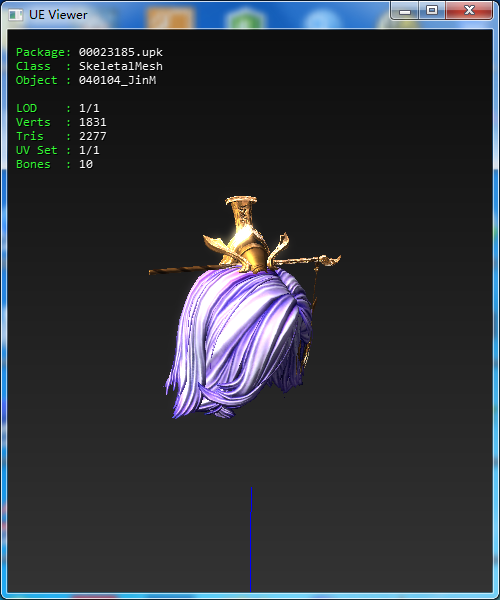 UE Viewer
Package: 00023185.upk
Class : SkeletalMesh
Object : 040104_JinM
LOD : 1/1
Verts : 1831
Tris : 2277
UV Set : 1/1
Bones : 10